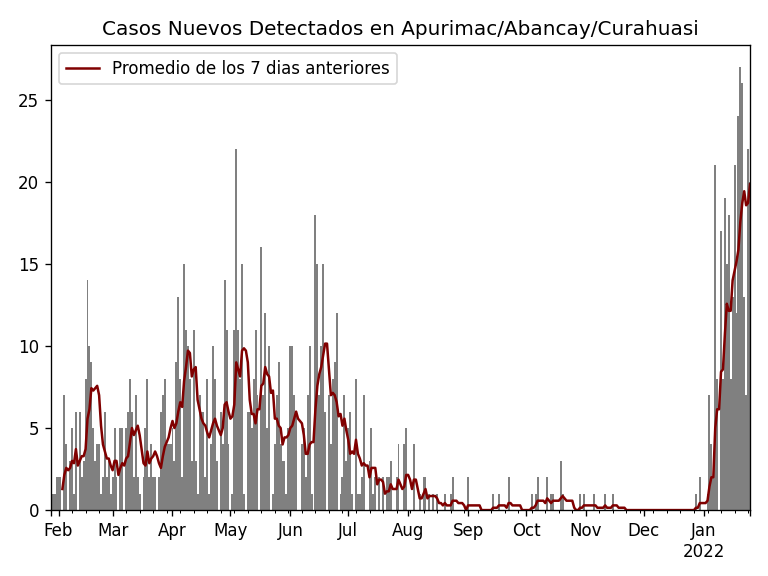 Casos Nuevos Detectados en Apurimac/Abancay/Curahuasi
Promedio de los 7 dias anteriores
25
20
15
10
5
0
Feb Mar Apr May Jun Jul Aug Sep Oct Nov Dec Jan
2022